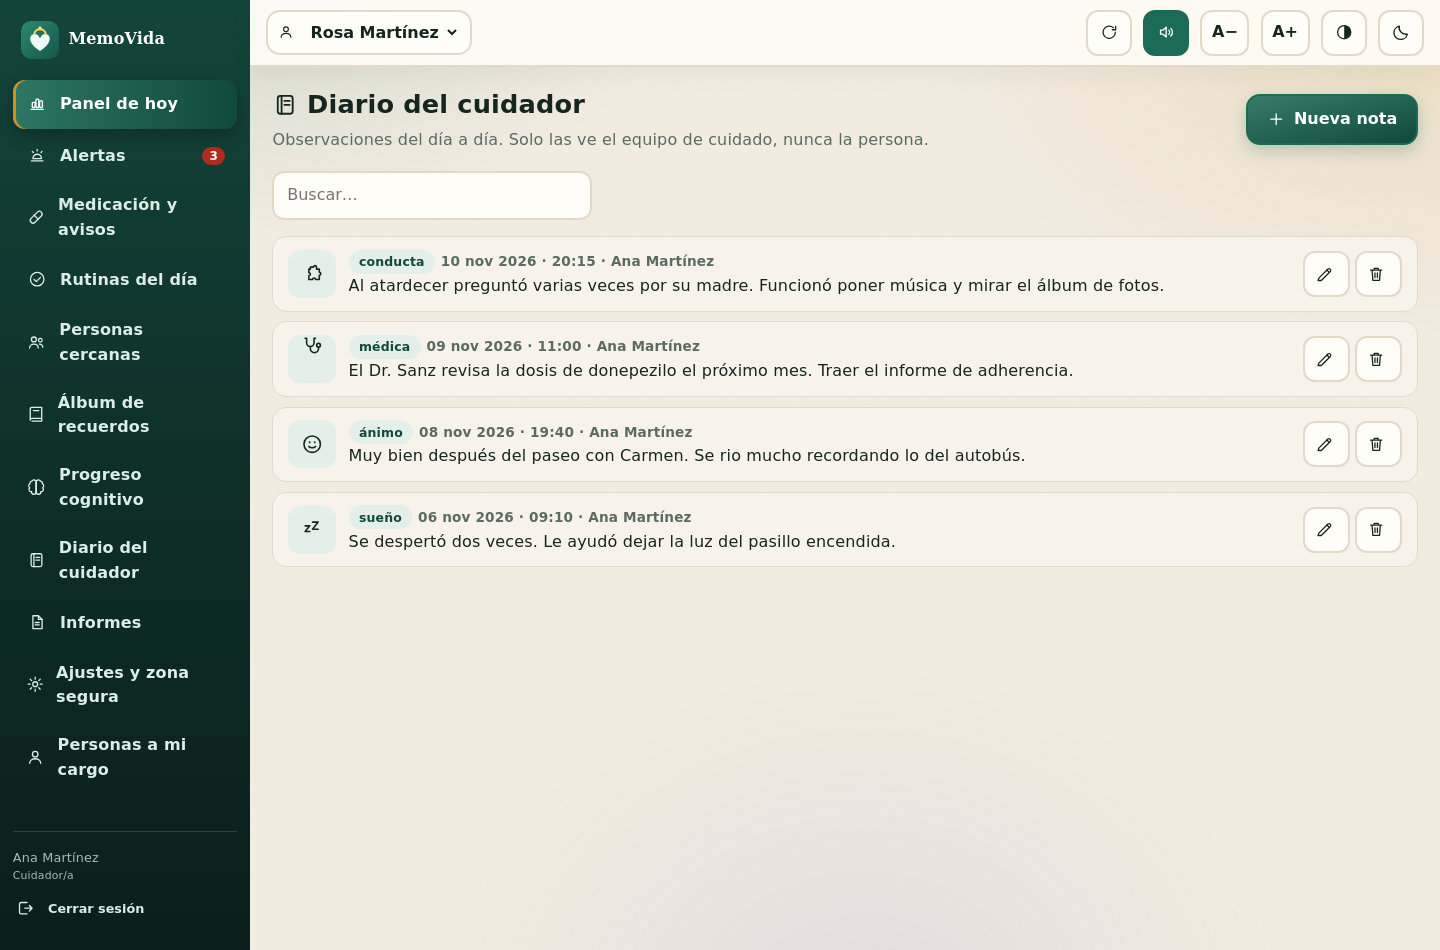 MemoVida
Panel de hoy
Alertas 3
Medicación y
avisos
Rutinas del día
Personas
cercanas
Álbum de
recuerdos
Progreso
cognitivo
Diario del
cuidador
Informes
Ajustes y zona
segura
Personas a mi
cargo
Ana Martínez
Cuidador/a
Cerrar sesión
Rosa Martínez
A−
A+
Diario del cuidador
Observaciones del día a día. Solo las ve el equipo de cuidado, nunca la persona.
Nueva nota
Buscar...
conducta 10 nov 2026 · 20:15 · Ana Martínez
Al atardecer preguntó varias veces por su madre. Funcionó poner música y mirar el álbum de fotos.
médica 09 nov 2026 · 11:00 · Ana Martínez
El Dr. Sanz revisa la dosis de donepezilo el próximo mes. Traer el informe de adherencia.
ánimo 08 nov 2026 · 19:40 · Ana Martínez
Muy bien después del paseo con Carmen. Se rio mucho recordando lo del autobús.
zZ
sueño 06 nov 2026 · 09:10 · Ana Martínez
Se despertó dos veces. Le ayudó dejar la luz del pasillo encendida.